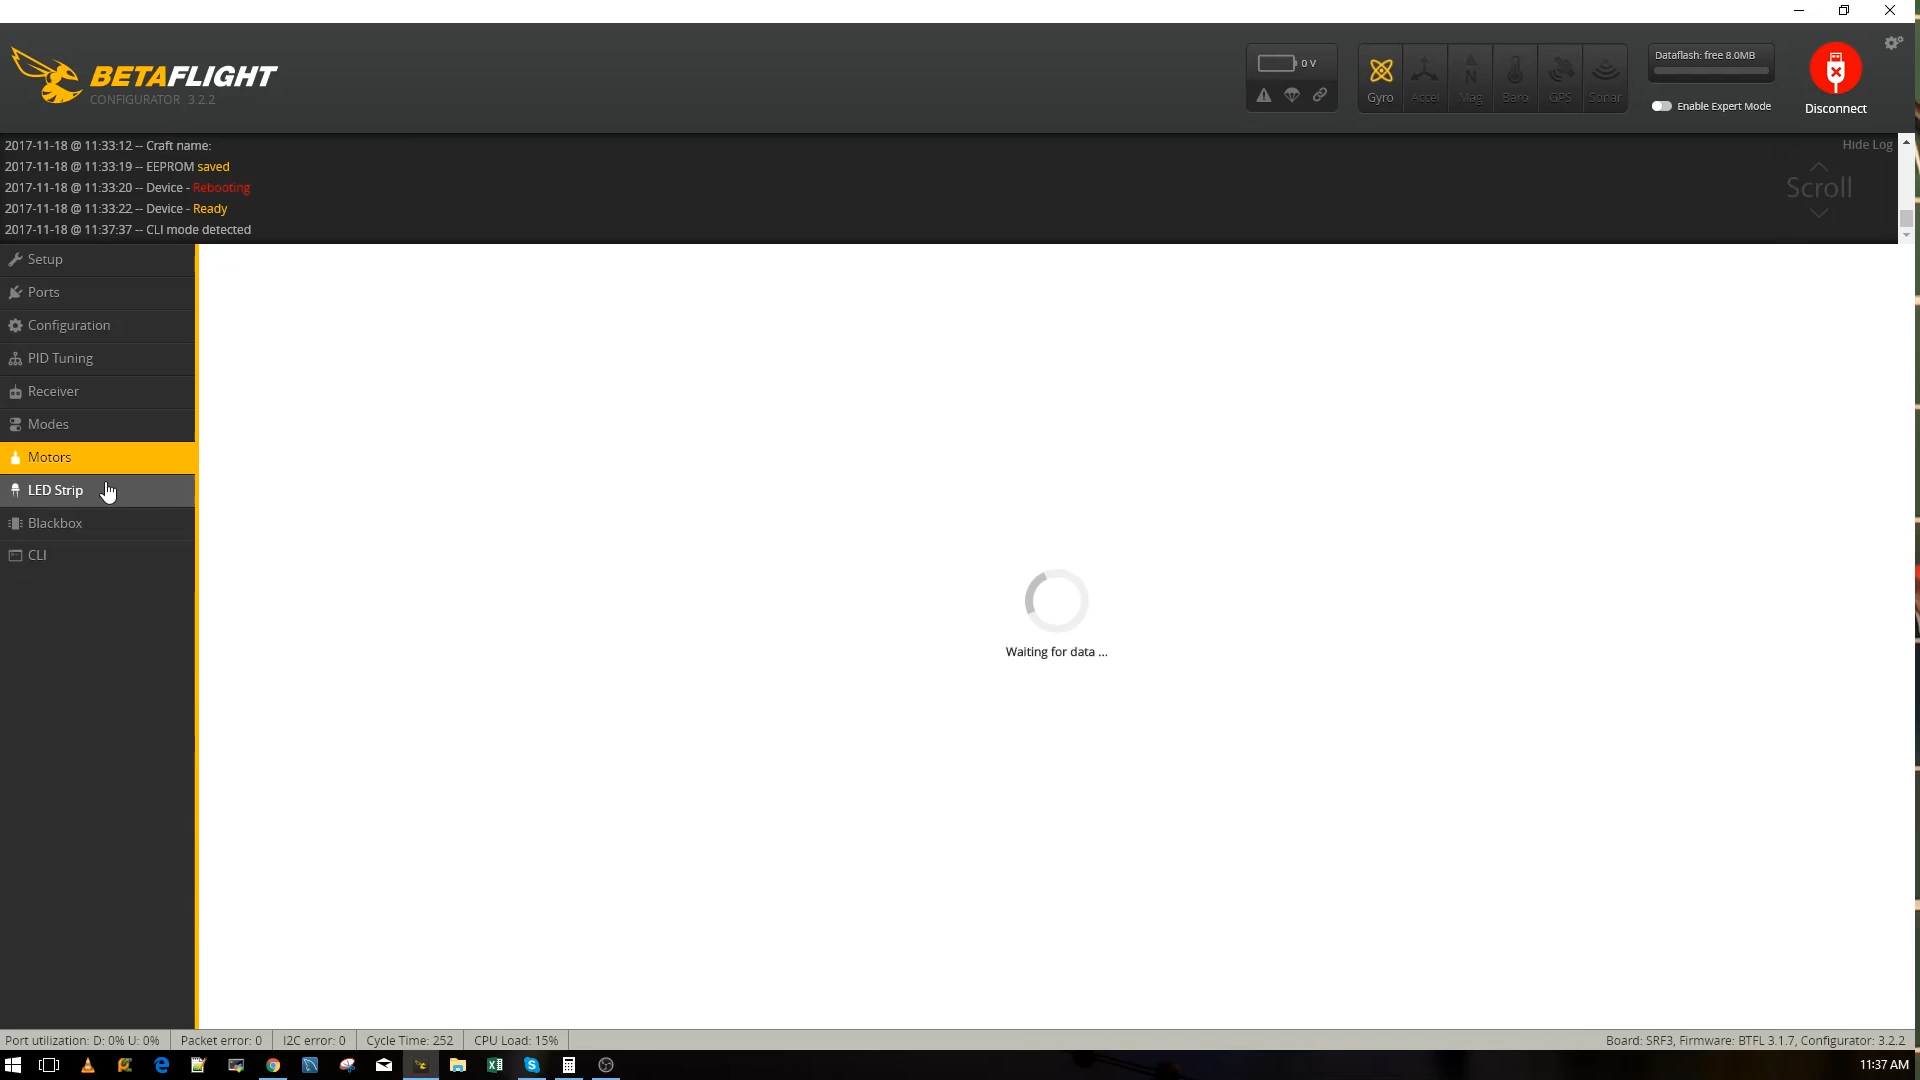 BETAFLIGHT
CONFIGURATOR 3.2.2
0 V
Gyro
Accel
Mag
Baro
GPS
Sonar
Dataflash: free 8.0MB
Enable Expert Mode
Disconnect
2017-11-18 @ 11:33:12 -- Craft name:
2017-11-18 @ 11:33:19 -- EEPROM saved
2017-11-18 @ 11:33:20 -- Device - Rebooting
2017-11-18 @ 11:33:22 -- Device - Ready
2017-11-18 @ 11:37:37 -- CLI mode detected
Hide Log
Scroll
Setup
Ports
Configuration
PID Tuning
Receiver
Modes
Motors
LED Strip
Blackbox
CLI
Waiting for data ...
Port utilization: D: 0% U: 0%
Packet error: 0
I2C error: 0
Cycle Time: 252
CPU Load: 15%
Board: SRF3, Firmware: BTFL 3.1.7, Configurator: 3.2.2
11:37 AM